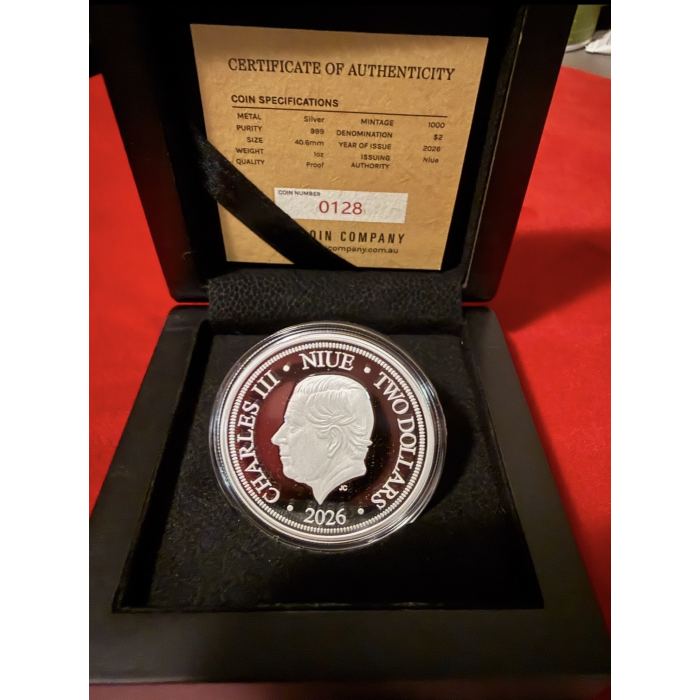 CERTIFICATE OF AUTHENTICITY
COIN SPECIFICATIONS
METAL Silver MINTAGE 1000
PURITY 999 DENOMINATION $2
SIZE 40.6mm YEAR OF ISSUE 2026
WEIGHT 1oz ISSUING AUTHORITY Niue
QUALITY Proof
COIN NUMBER
0128
COIN COMPANY
company.com.au
CHARLES III • NIUE • TWO DOLLARS
JC
• 2026 •